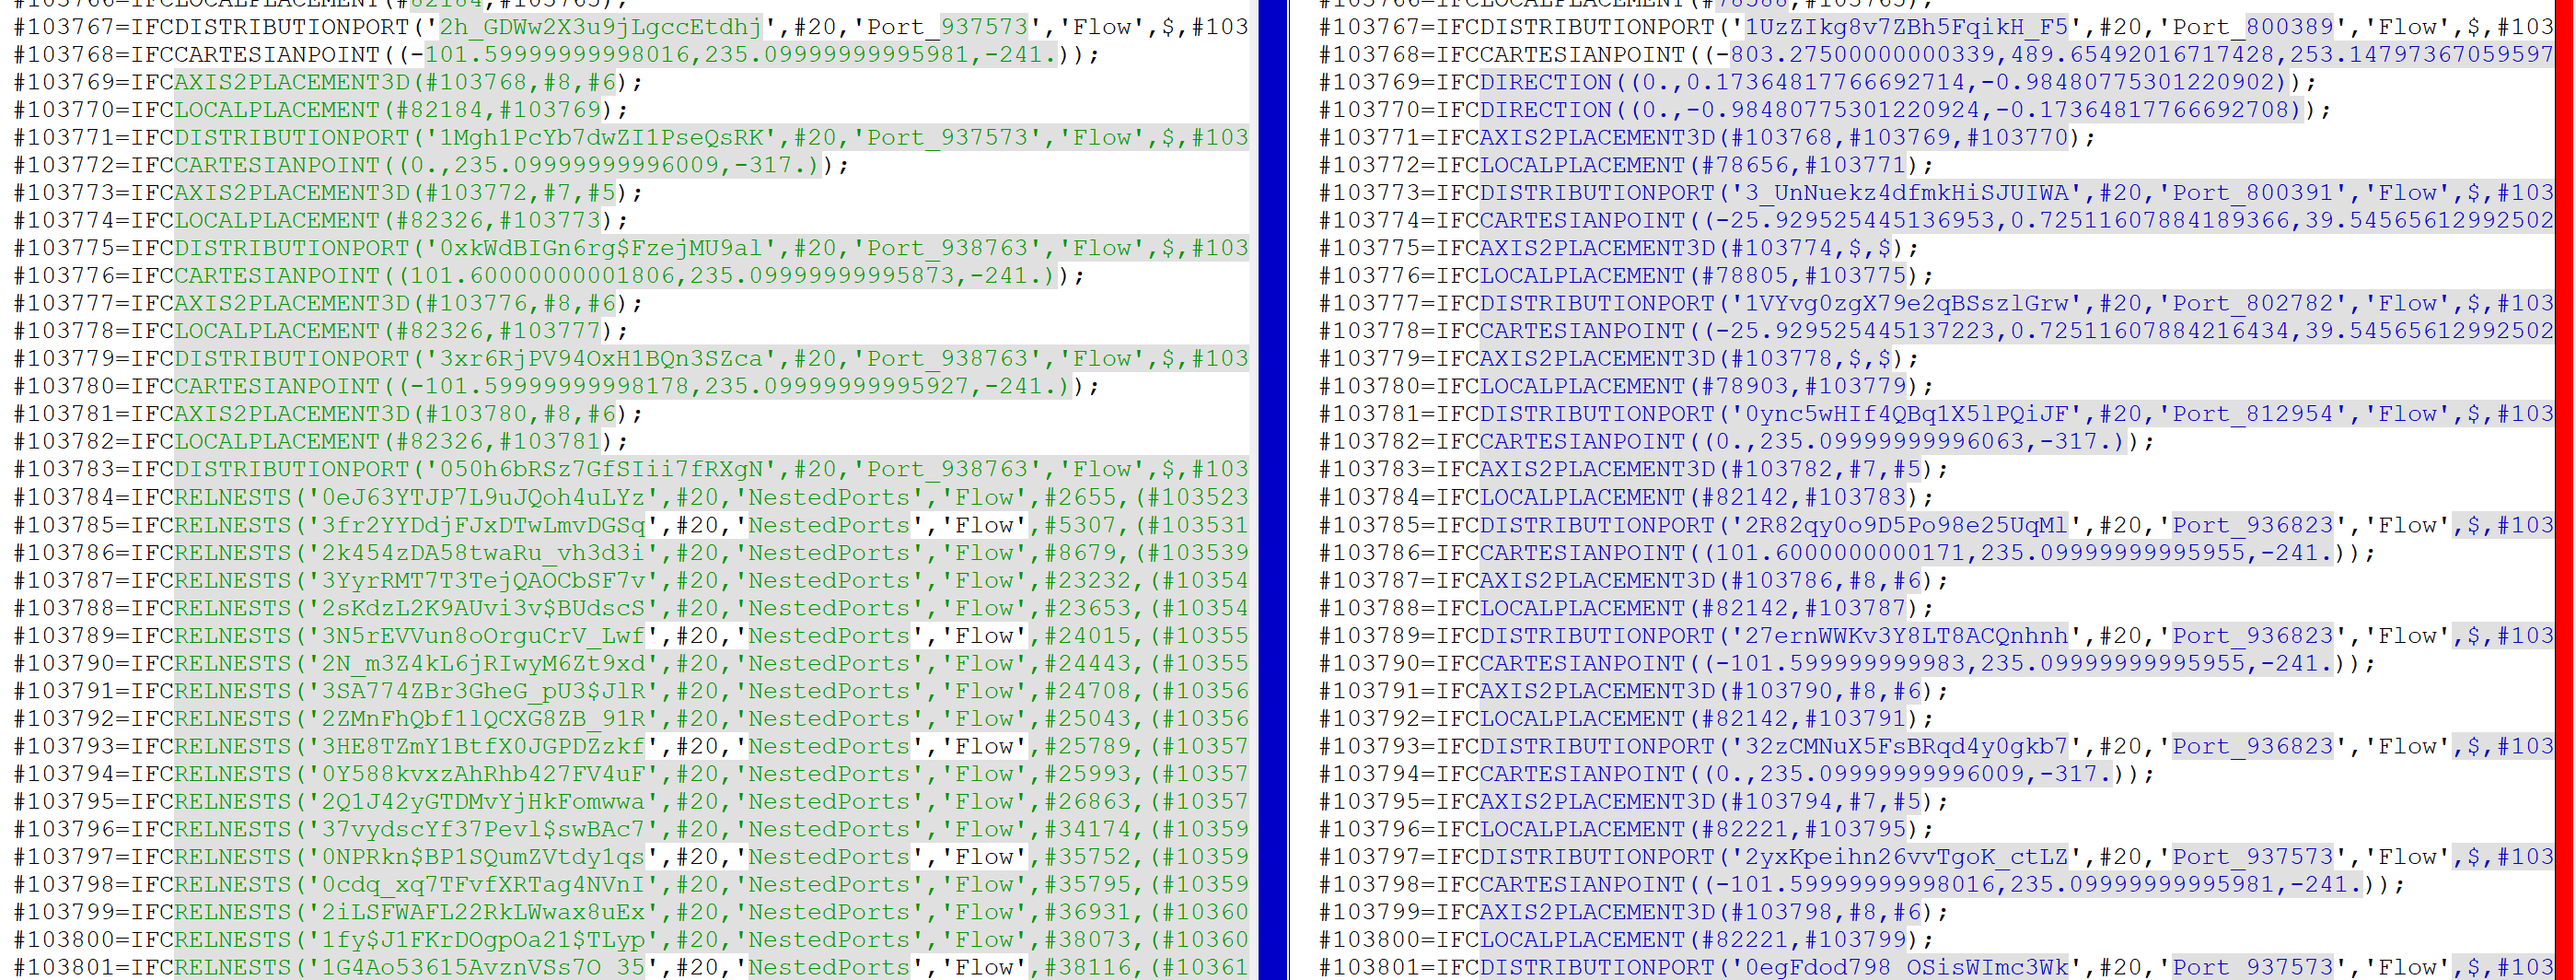 #103766=IFCLOCALPLACEMENT(#82184,#103765);
#103767=IFCDISTRIBUTIONPORT('2h_GDWw2X3u9jLgccEtdhj',#20,'Port_937573','Flow',$,#103
#103768=IFCCARTESIANPOINT((-101.59999999998016,235.09999999995981,-241.));
#103769=IFCAXIS2PLACEMENT3D(#103768,#8,#6);
#103770=IFCLOCALPLACEMENT(#82184,#103769);
#103771=IFCDISTRIBUTIONPORT('1Mgh1PcYb7dwZI1PseQsRK',#20,'Port_937573','Flow',$,#103
#103772=IFCCARTESIANPOINT((0.,235.09999999996009,-317.));
#103773=IFCAXIS2PLACEMENT3D(#103772,#7,#5);
#103774=IFCLOCALPLACEMENT(#82326,#103773);
#103775=IFCDISTRIBUTIONPORT('0xkWdBIGn6rg$FzejMU9al',#20,'Port_938763','Flow',$,#103
#103776=IFCCARTESIANPOINT((101.60000000001806,235.09999999995873,-241.));
#103777=IFCAXIS2PLACEMENT3D(#103776,#8,#6);
#103778=IFCLOCALPLACEMENT(#82326,#103777);
#103779=IFCDISTRIBUTIONPORT('3xr6RjPV94OxH1BQn3SZca',#20,'Port_938763','Flow',$,#103
#103780=IFCCARTESIANPOINT((-101.59999999998178,235.09999999995927,-241.));
#103781=IFCAXIS2PLACEMENT3D(#103780,#8,#6);
#103782=IFCLOCALPLACEMENT(#82326,#103781);
#103783=IFCDISTRIBUTIONPORT('050h6bRSz7GfSIii7fRXgN',#20,'Port_938763','Flow',$,#103
#103784=IFCRELNESTS('0eJ63YTJP7L9uJQoh4uLYz',#20,'NestedPorts','Flow',#2655,(#103523
#103785=IFCRELNESTS('3fr2YYDdjFJxDTwLmvDGSq',#20,'NestedPorts','Flow',#5307,(#103531
#103786=IFCRELNESTS('2k454zDA58twaRu_vh3d3i',#20,'NestedPorts','Flow',#8679,(#103539
#103787=IFCRELNESTS('3YyrRMT7T3TejQAOCbSF7v',#20,'NestedPorts','Flow',#23232,(#10354
#103788=IFCRELNESTS('2sKdzL2K9AUvi3v$BUdscS',#20,'NestedPorts','Flow',#23653,(#10354
#103789=IFCRELNESTS('3N5rEVVun8oOrguCrV_Lwf',#20,'NestedPorts','Flow',#24015,(#10355
#103790=IFCRELNESTS('2N_m3Z4kL6jRIwyM6Zt9xd',#20,'NestedPorts','Flow',#24443,(#10355
#103791=IFCRELNESTS('3SA774ZBr3GheG_pU3$JlR',#20,'NestedPorts','Flow',#24708,(#10356
#103792=IFCRELNESTS('2ZMnFhQbf1lQCXG8ZB_91R',#20,'NestedPorts','Flow',#25043,(#10356
#103793=IFCRELNESTS('3HE8TZmY1BtfX0JGPDZzkf',#20,'NestedPorts','Flow',#25789,(#10357
#103794=IFCRELNESTS('0Y588kvxzAhRhb427FV4uF',#20,'NestedPorts','Flow',#25993,(#10357
#103795=IFCRELNESTS('2Q1J42yGTDMvYjHkFomwwa',#20,'NestedPorts','Flow',#26863,(#10357
#103796=IFCRELNESTS('37vydscYf37Pevl$swBAc7',#20,'NestedPorts','Flow',#34174,(#10359
#103797=IFCRELNESTS('0NPRkn$BP1SQumZVtdy1qs',#20,'NestedPorts','Flow',#35752,(#10359
#103798=IFCRELNESTS('0cdq_xq7TFvfXRTag4NVnI',#20,'NestedPorts','Flow',#35795,(#10359
#103799=IFCRELNESTS('2iLSFWAFL22RkLWwax8uEx',#20,'NestedPorts','Flow',#36931,(#10360
#103800=IFCRELNESTS('1fy$J1FKrDOgpOa21$TLyp',#20,'NestedPorts','Flow',#38073,(#10360
#103801=IFCRELNESTS('1G4Ao53615AvznVSs7O_35',#20,'NestedPorts','Flow',#38116,(#10361
#103766=IFCLOCALPLACEMENT(#78588,#103765);
#103767=IFCDISTRIBUTIONPORT('1UzZIkg8v7ZBh5FqikH_F5',#20,'Port_800389','Flow',$,#103
#103768=IFCCARTESIANPOINT((-803.27500000000339,489.65492016717428,253.14797367059597
#103769=IFCDIRECTION((0.,0.17364817766692714,-0.98480775301220902));
#103770=IFCDIRECTION((0.,-0.98480775301220924,-0.17364817766692708));
#103771=IFCAXIS2PLACEMENT3D(#103768,#103769,#103770);
#103772=IFCLOCALPLACEMENT(#78656,#103771);
#103773=IFCDISTRIBUTIONPORT('3_UnNuekz4dfmkHiSJUIWA',#20,'Port_800391','Flow',$,#103
#103774=IFCCARTESIANPOINT((-25.929525445136953,0.72511607884189366,39.54565612992502
#103775=IFCAXIS2PLACEMENT3D(#103774,$,$);
#103776=IFCLOCALPLACEMENT(#78805,#103775);
#103777=IFCDISTRIBUTIONPORT('1VYvg0zgX79e2qBSszlGrw',#20,'Port_802782','Flow',$,#103
#103778=IFCCARTESIANPOINT((-25.929525445137223,0.72511607884216434,39.54565612992502
#103779=IFCAXIS2PLACEMENT3D(#103778,$,$);
#103780=IFCLOCALPLACEMENT(#78903,#103779);
#103781=IFCDISTRIBUTIONPORT('0ync5wHIf4QBq1X5lPQiJF',#20,'Port_812954','Flow',$,#103
#103782=IFCCARTESIANPOINT((0.,235.09999999996063,-317.));
#103783=IFCAXIS2PLACEMENT3D(#103782,#7,#5);
#103784=IFCLOCALPLACEMENT(#82142,#103783);
#103785=IFCDISTRIBUTIONPORT('2R82qy0o9D5Po98e25UqMl',#20,'Port_936823','Flow',$,#103
#103786=IFCCARTESIANPOINT((101.6000000000171,235.09999999995955,-241.));
#103787=IFCAXIS2PLACEMENT3D(#103786,#8,#6);
#103788=IFCLOCALPLACEMENT(#82142,#103787);
#103789=IFCDISTRIBUTIONPORT('27ernWWKv3Y8LT8ACQnhnh',#20,'Port_936823','Flow',$,#103
#103790=IFCCARTESIANPOINT((-101.599999999983,235.09999999995955,-241.));
#103791=IFCAXIS2PLACEMENT3D(#103790,#8,#6);
#103792=IFCLOCALPLACEMENT(#82142,#103791);
#103793=IFCDISTRIBUTIONPORT('32zCMNuX5FsBRqd4y0gkb7',#20,'Port_936823','Flow',$,#103
#103794=IFCCARTESIANPOINT((0.,235.09999999996009,-317.));
#103795=IFCAXIS2PLACEMENT3D(#103794,#7,#5);
#103796=IFCLOCALPLACEMENT(#82221,#103795);
#103797=IFCDISTRIBUTIONPORT('2yxKpeihn26vvTgoK_ctLZ',#20,'Port_937573','Flow',$,#103
#103798=IFCCARTESIANPOINT((-101.59999999998016,235.09999999995981,-241.));
#103799=IFCAXIS2PLACEMENT3D(#103798,#8,#6);
#103800=IFCLOCALPLACEMENT(#82221,#103799);
#103801=IFCDISTRIBUTIONPORT('0egFdod798_OSisWImc3Wk',#20,'Port_937573','Flow',$,#103